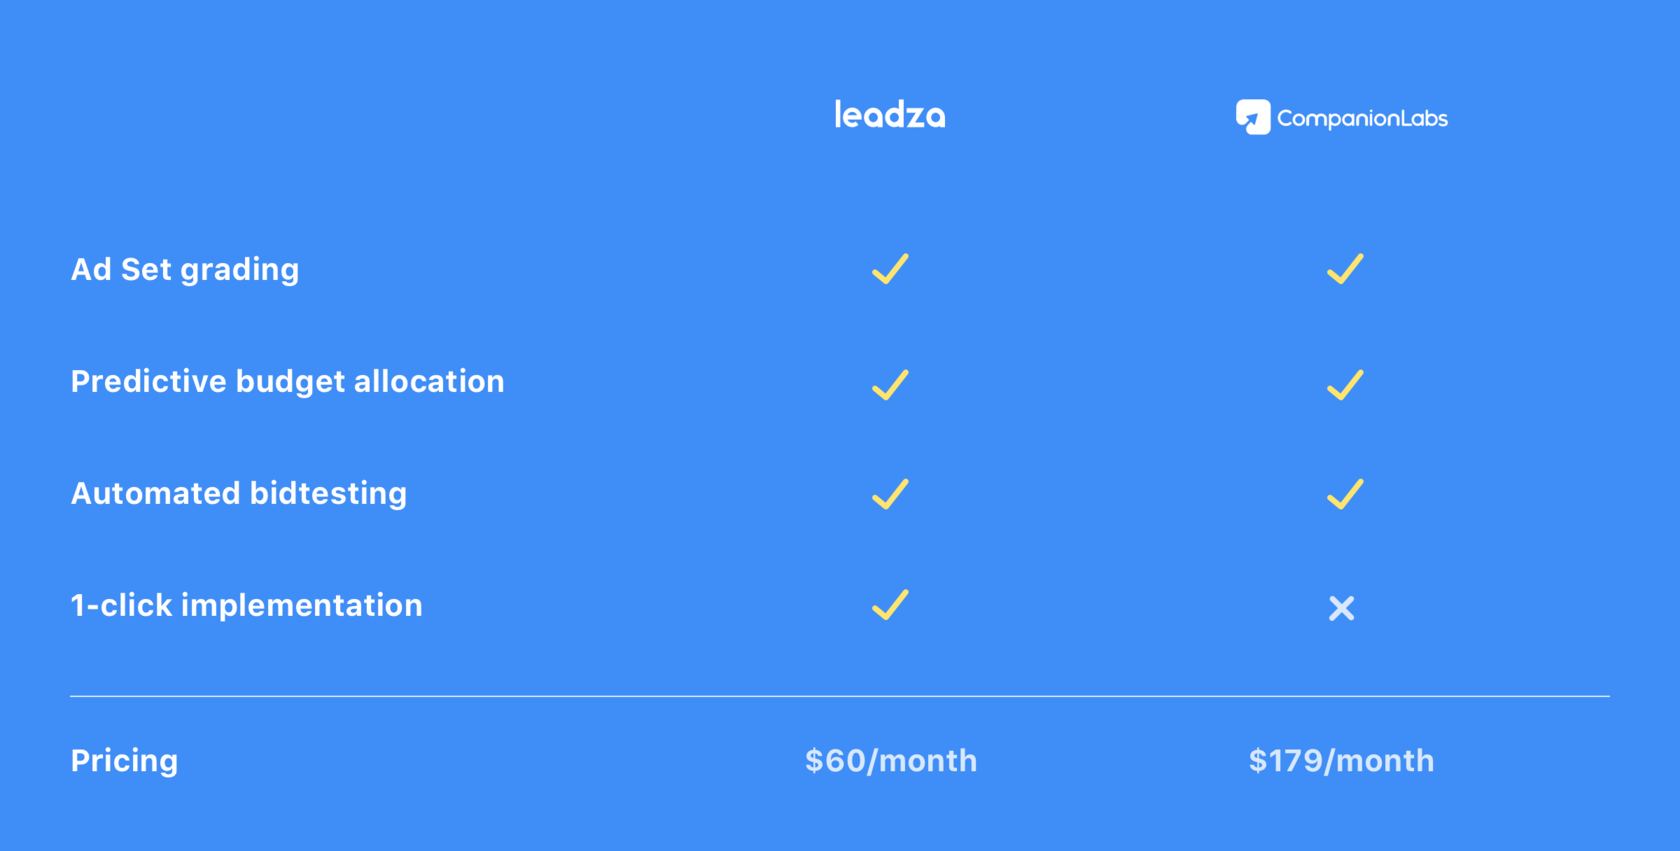 leadza CompanionLabs
Ad Set grading
Predictive budget allocation
Automated bidtesting
1-click implementation
Pricing $60/month $179/month